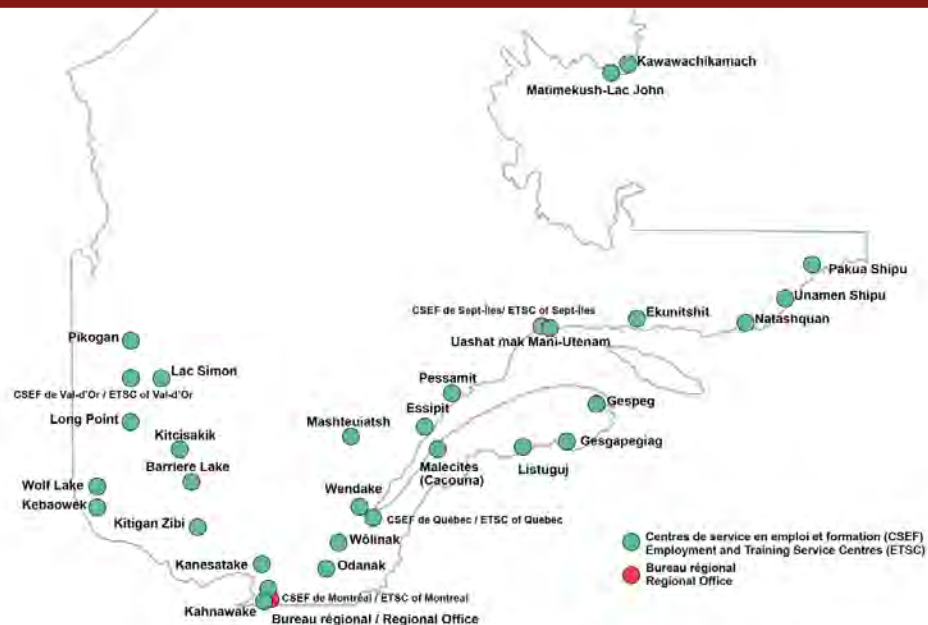 Kawawachikamach
Matimekush-Lac John
Pakua Shipu
Unamen Shipu
CSEF de Sept-Îles/ ETSC of Sept-Îles
Ekunitshit
Natashquan
Uashat mak Mani-Utenam
Pikogan
Lac Simon
CSEF de Val-d'Or / ETSC of Val-d'Or
Pessamit
Gespeg
Essipit
Long Point
Mashteuiatsh
Kitcisakik
Gesgapegiag
Barriere Lake
Malecites
(Cacouna)
Listuguj
Wolf Lake
Wendake
Kebaowek
CSEF de Québec / ETSC of Quebec
Kitigan Zibi
Wôlinak
Centres de service en emploi et formation (CSEF)
Employment and Training Service Centres (ETSC)
Kanesatake
Odanak
Bureau régional
Regional Office
CSEF de Montréal / ETSC of Montreal
Kahnawake
Bureau régional / Regional Office